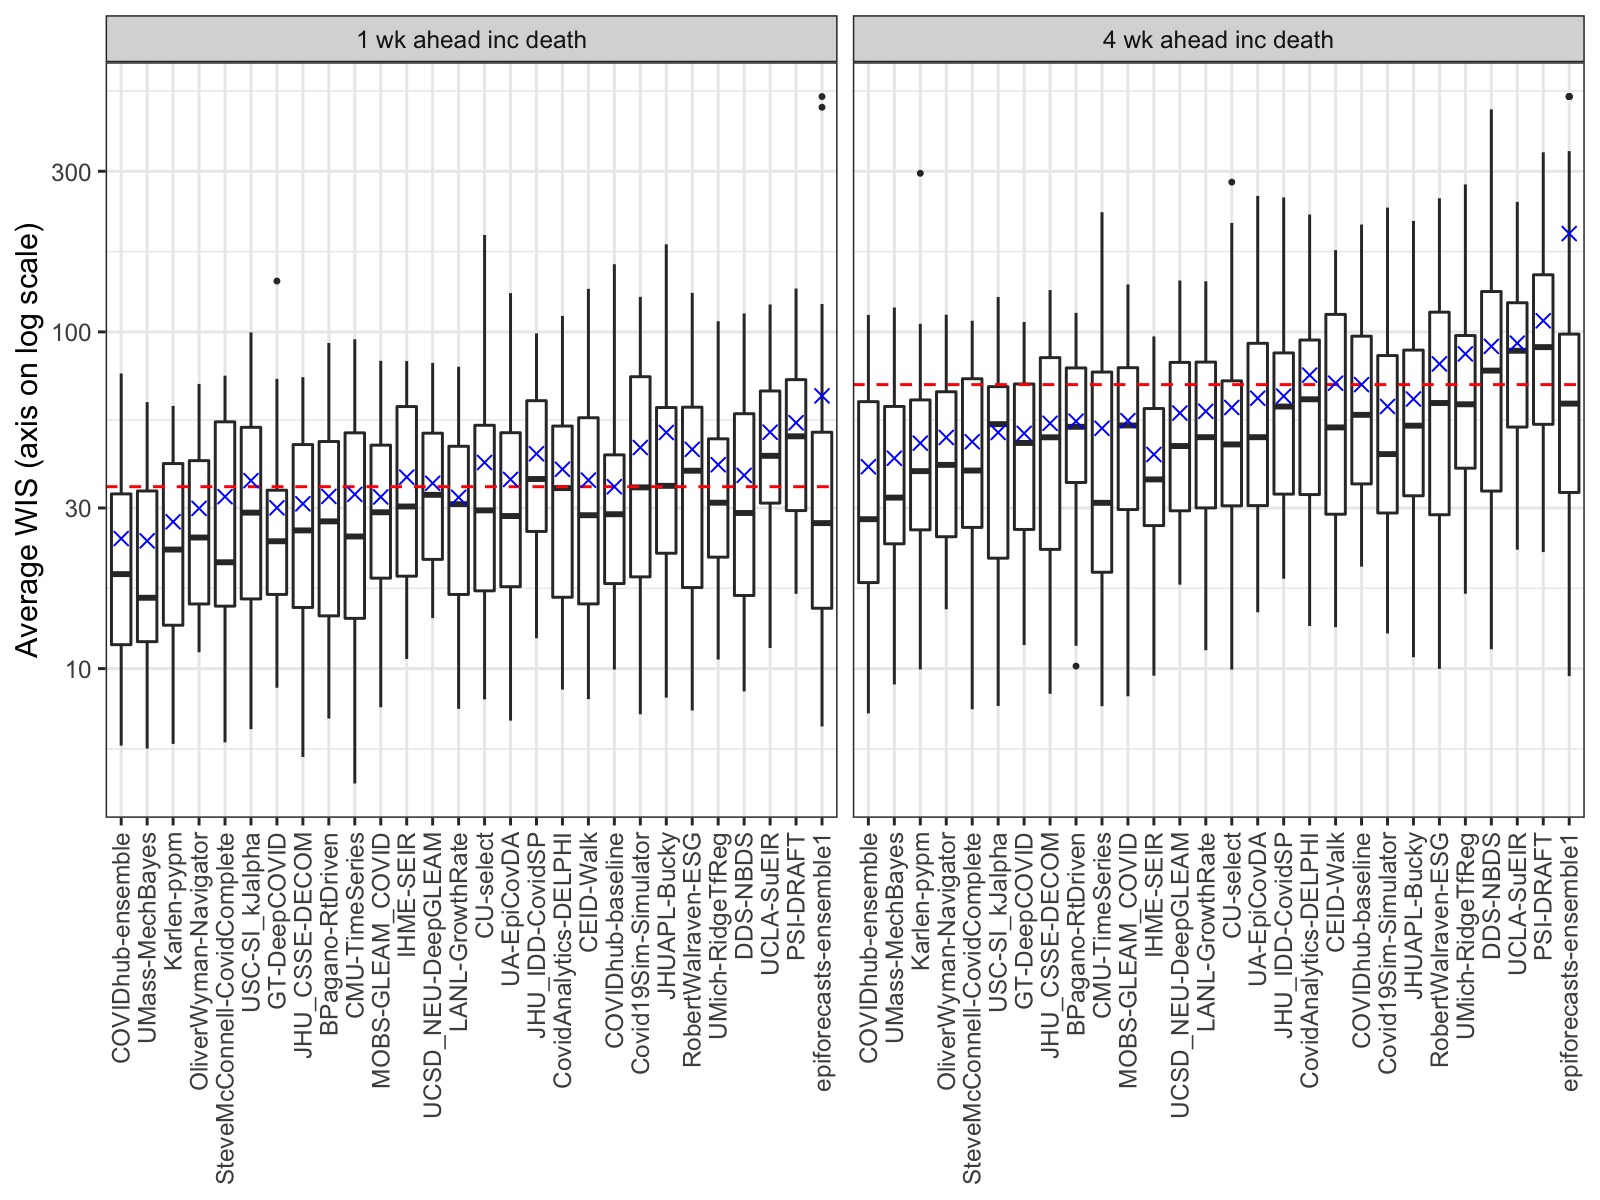 1 wk ahead inc death
4 wk ahead inc death
Average WIS (axis on log scale)
300
100
30
10
COVIDhub-ensemble
UMass-MechBayes
Karlen-pypm
OliverWyman-Navigator
SteveMcConnell-CovidComplete
USC-SI_kJalpha
GT-DeepCOVID
JHU_CSSE-DECOM
BPagano-RtDriven
CMU-TimeSeries
MOBS-GLEAM_COVID
IHME-SEIR
UCSD_NEU-DeepGLEAM
LANL-GrowthRate
CU-select
UA-EpiCovDA
JHU_IDD-CovidSP
CovidAnalytics-DELPHI
CEID-Walk
COVIDhub-baseline
Covid19Sim-Simulator
JHUAPL-Bucky
RobertWalraven-ESG
UMich-RidgeTfReg
DDS-NBDS
UCLA-SuEIR
PSI-DRAFT
epiforecasts-ensemble1
COVIDhub-ensemble
UMass-MechBayes
Karlen-pypm
OliverWyman-Navigator
SteveMcConnell-CovidComplete
USC-SI_kJalpha
GT-DeepCOVID
JHU_CSSE-DECOM
BPagano-RtDriven
CMU-TimeSeries
MOBS-GLEAM_COVID
IHME-SEIR
UCSD_NEU-DeepGLEAM
LANL-GrowthRate
CU-select
UA-EpiCovDA
JHU_IDD-CovidSP
CovidAnalytics-DELPHI
CEID-Walk
COVIDhub-baseline
Covid19Sim-Simulator
JHUAPL-Bucky
RobertWalraven-ESG
UMich-RidgeTfReg
DDS-NBDS
UCLA-SuEIR
PSI-DRAFT
epiforecasts-ensemble1